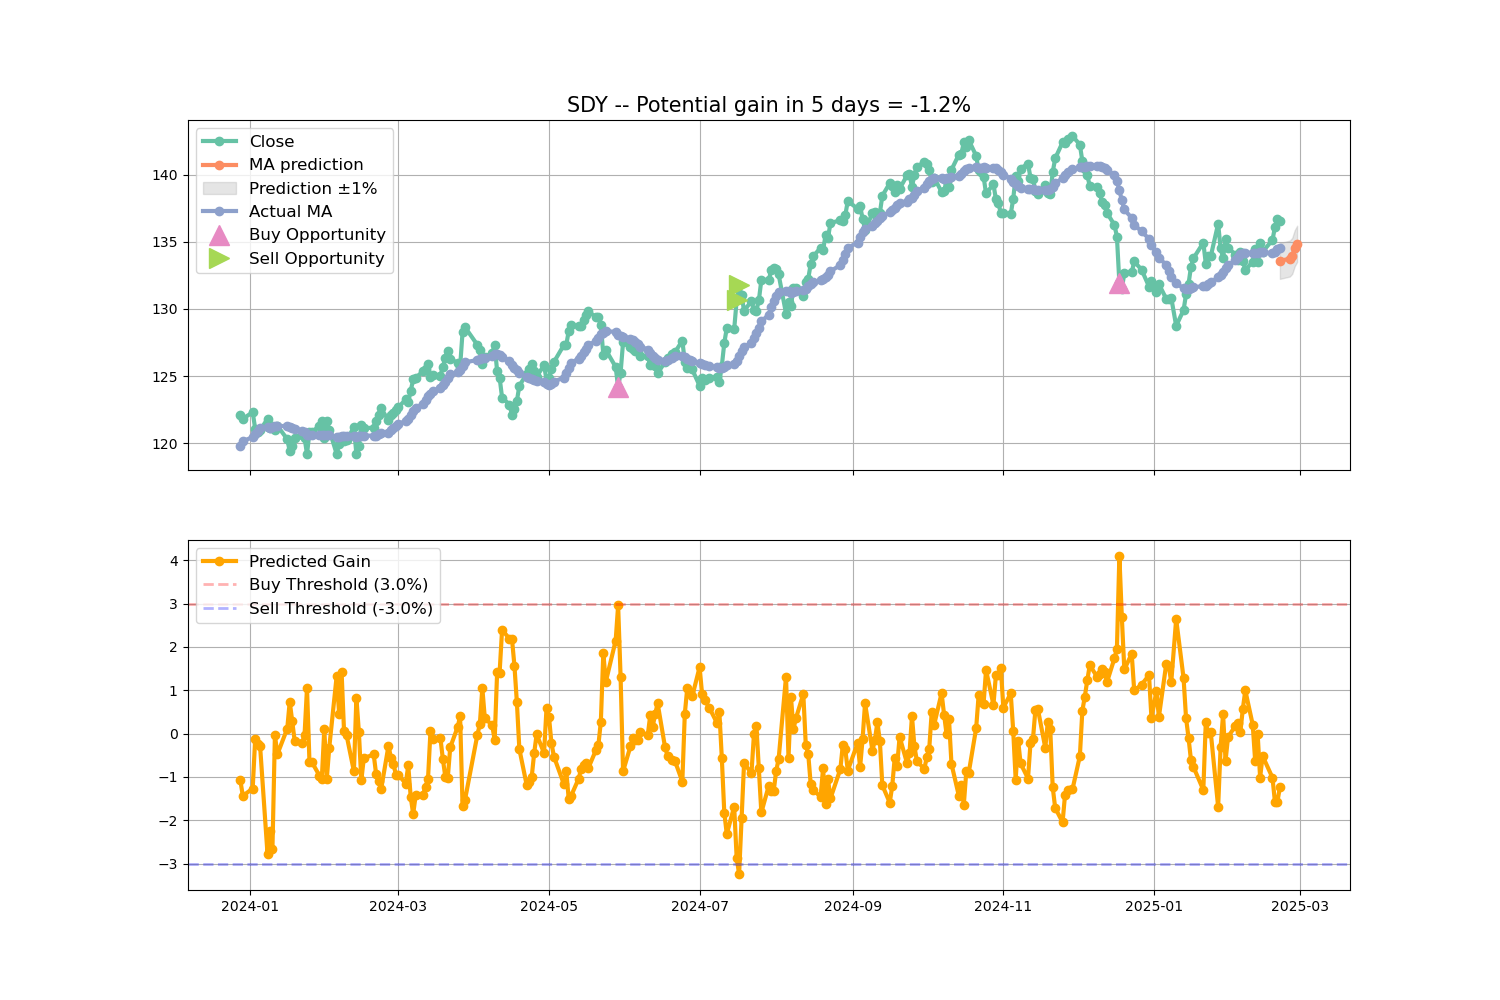 SDY -- Potential gain in 5 days = -1.2%
Close
MA prediction
Prediction ±1%
Actual MA
Buy Opportunity
Sell Opportunity
140
135
130
125
120
Predicted Gain
Buy Threshold (3.0%)
Sell Threshold (-3.0%)
4
3
2
1
0
−1
−2
−3
2024-01 2024-03 2024-05 2024-07 2024-09 2024-11 2025-01 2025-03